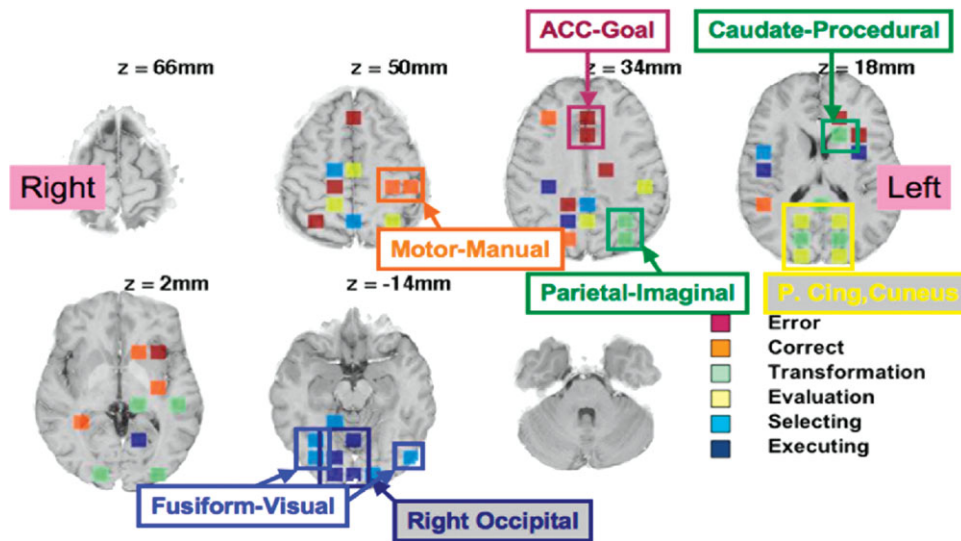 ACC-Goal
Caudate-Procedural
z = 66mm
z = 50mm
z = 34mm
z = 18mm
Right
Left
Motor-Manual
Parietal-Imaginal
P. Cing,Cuneus
z = 2mm
z = -14mm
Error
Correct
Transformation
Evaluation
Selecting
Executing
Fusiform-Visual
Right Occipital